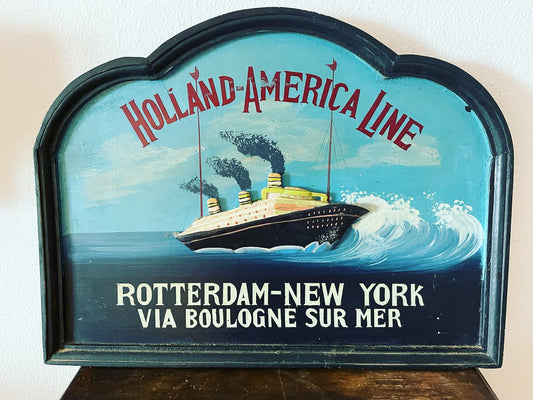 HOLLAND-AMERICA LINE
ROTTERDAM-NEW YORK
VIA BOULOGNE SUR MER